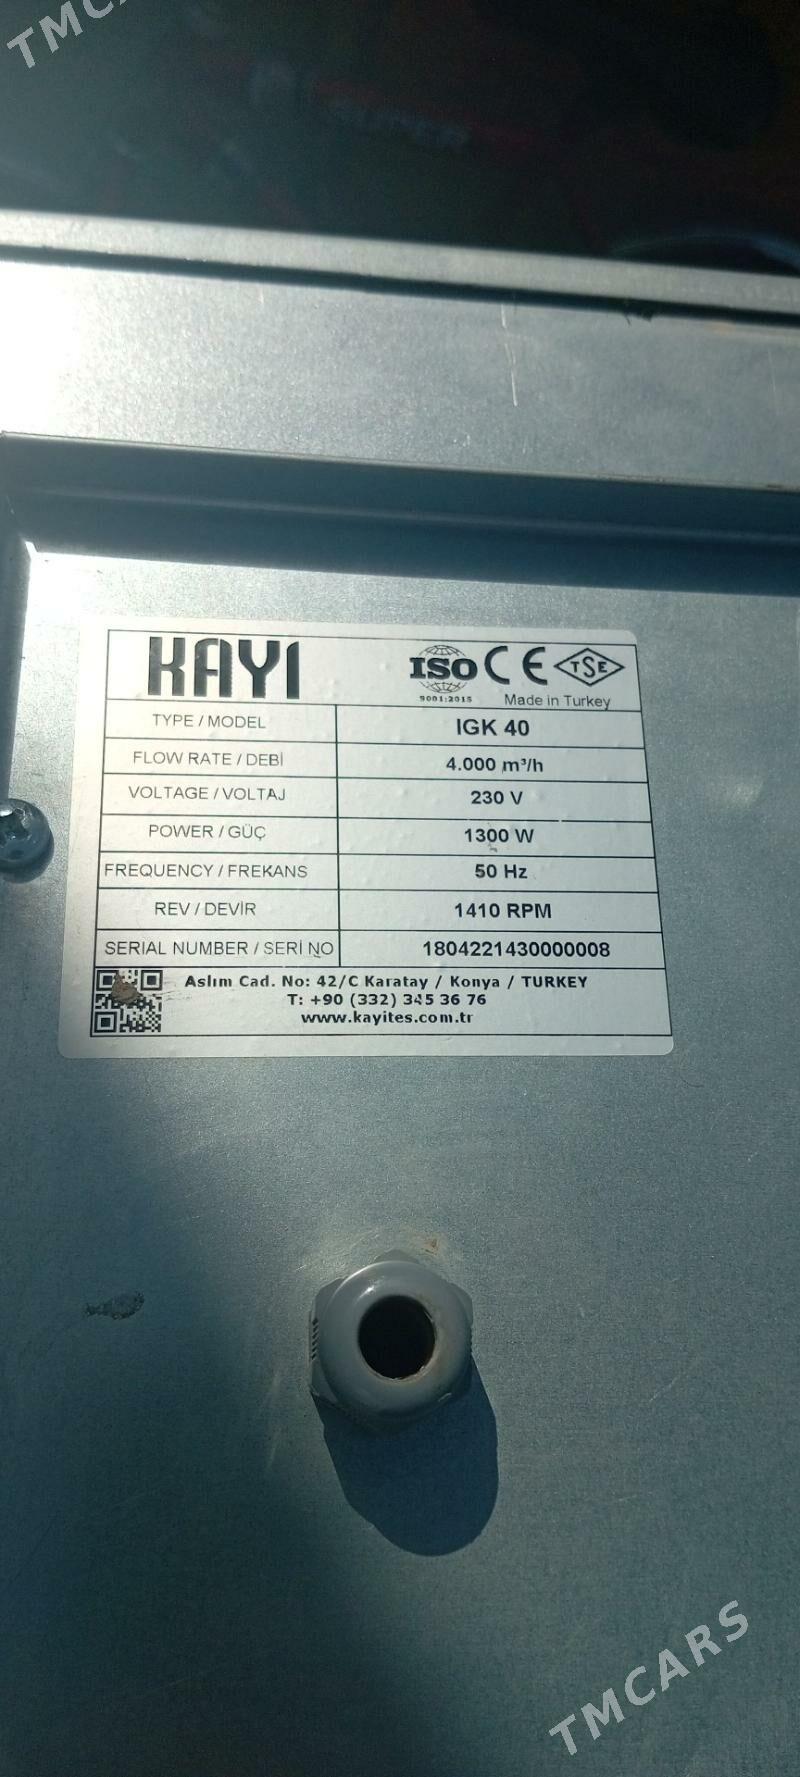 TMCARS
SUPER
KAYI ISO CE TSE
9001:2015 Made in Turkey
TYPE / MODEL IGK 40
FLOW RATE / DEBİ 4.000 m³/h
VOLTAGE / VOLTAJ 230 V
POWER / GÜÇ 1300 W
FREQUENCY / FREKANS 50 Hz
REV / DEVİR 1410 RPM
SERIAL NUMBER / SERİ NO 1804221430000008
Aslım Cad. No: 42/C Karatay / Konya / TURKEY
T: +90 (332) 345 36 76
www.kayites.com.tr
TMCARS